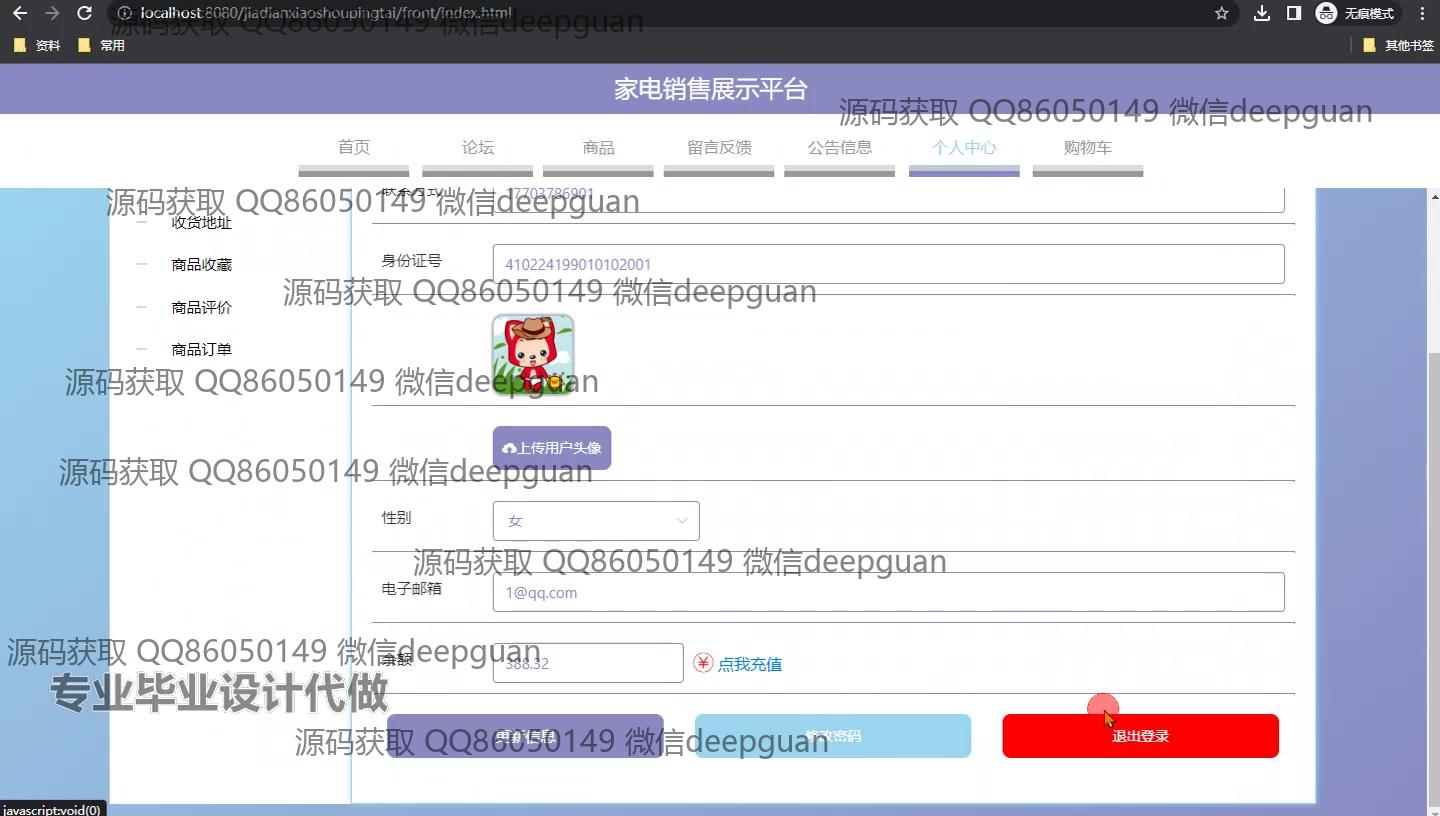 localhost:8080/jiadianxiaoshoupingtai/front/index.html
无痕模式
源码获取 QQ86050149 微信deepguan
资料
常用
其他书签
家电销售展示平台
源码获取 QQ86050149 微信deepguan
首页
论坛
商品
留言反馈
公告信息
个人中心
购物车
联系方式
17703786901
源码获取 QQ86050149 微信deepguan
收货地址
商品收藏
身份证号
410224199010102001
源码获取 QQ86050149 微信deepguan
商品评价
商品订单
源码获取 QQ86050149 微信deepguan
上传用户头像
源码获取 QQ86050149 微信deepguan
性别
女
源码获取 QQ86050149 微信deepguan
电子邮箱
1@qq.com
源码获取 QQ86050149 微信deepguan
余额
388.32
点我充值
专业毕业设计代做
更新信息
修改密码
退出登录
源码获取 QQ86050149 微信deepguan
javascript:void(0)